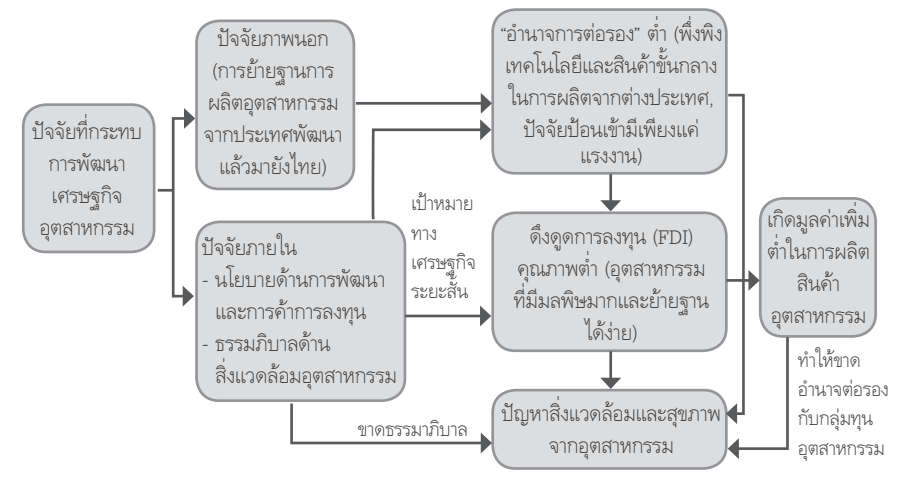 ปัจจัยที่กระทบ
การพัฒนา
เศรษฐกิจ
อุตสาหกรรม
ปัจจัยภาพนอก
(การย้ายฐานการ
ผลิตอุตสาหกรรม
จากประเทศพัฒนา
แล้วมายังไทย)
ปัจจัยภายใน
- นโยบายด้านการพัฒนา
และการค้าการลงทุน
- ธรรมภิบาลด้าน
สิ่งแวดล้อมอุตสาหกรรม
เป้าหมาย
ทาง
เศรษฐกิจ
ระยะสั้น
ขาดธรรมาภิบาล
“อำนาจการต่อรอง” ต่ำ (พึ่งพิง
เทคโนโลยีและสินค้าขั้นกลาง
ในการผลิตจากต่างประเทศ,
ปัจจัยป้อนเข้ามีเพียงแค่
แรงงาน)
ดึงดูดการลงทุน (FDI)
คุณภาพต่ำ (อุตสาหกรรม
ที่มีมลพิษมากและย้ายฐาน
ได้ง่าย)
ปัญหาสิ่งแวดล้อมและสุขภาพ
จากอุตสาหกรรม
เกิดมูลค่าเพิ่ม
ต่ำในการผลิต
สินค้า
อุตสาหกรรม
ทำให้ขาด
อำนาจต่อรอง
กับกลุ่มทุน
อุตสาหกรรม